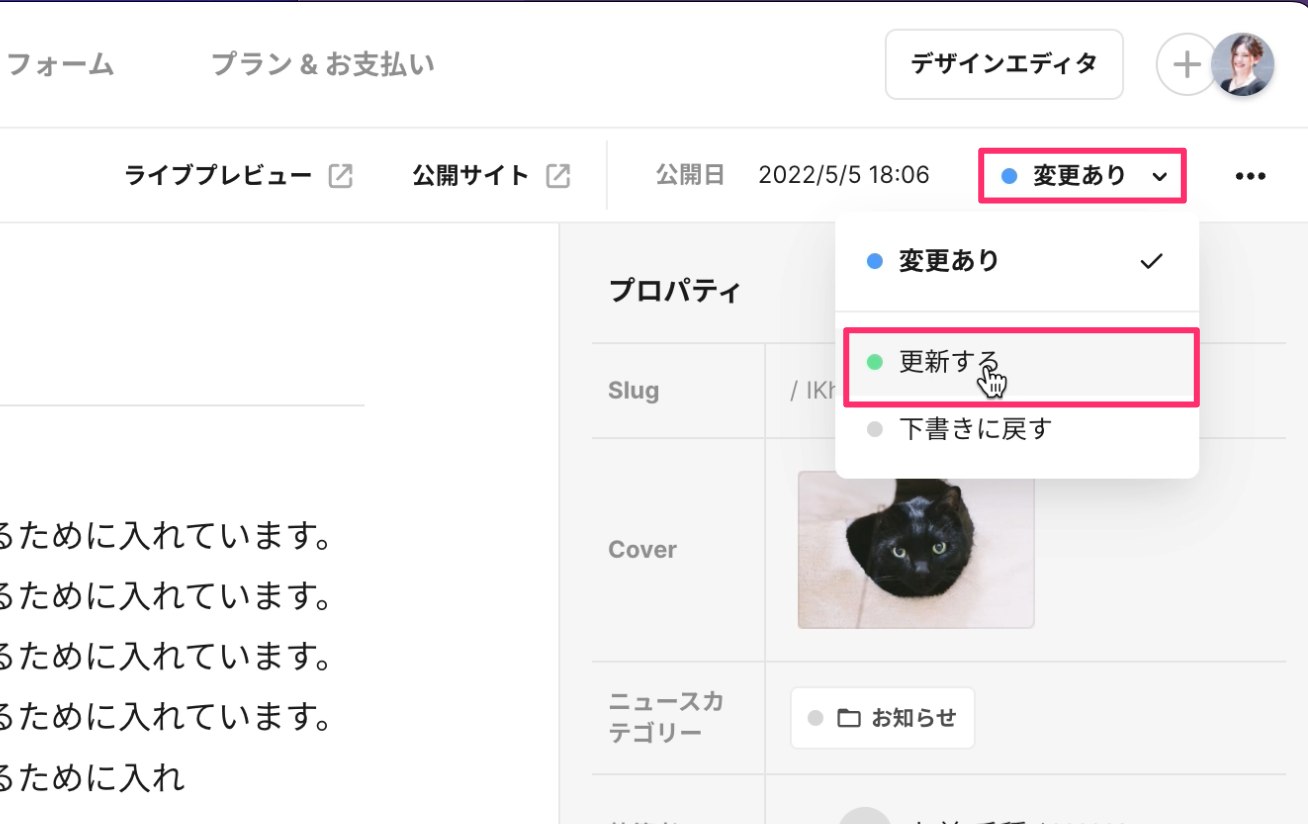 フォーム プラン & お支払い デザインエディタ
ライブプレビュー 公開サイト 公開日 2022/5/5 18:06 変更あり
変更あり
更新する
下書きに戻す
プロパティ
Slug /
Cover
ニュースカ
テゴリー
お知らせ
るために入れています。
るために入れています。
るために入れています。
るために入れています。
るために入れ